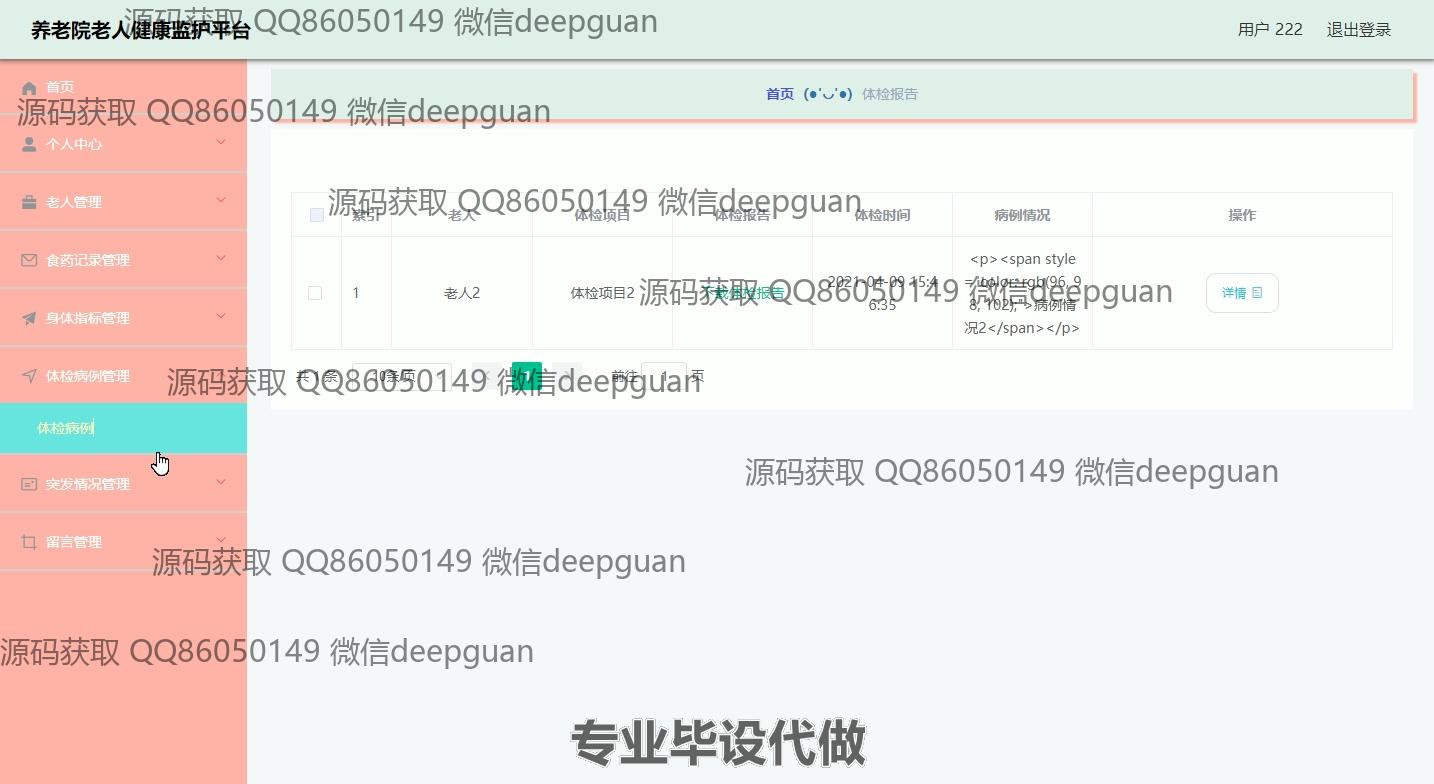 源码获取 QQ86050149 微信deepguan
养老院老人健康监护平台
用户 222 退出登录
首页
首页 (●'◡'●) 体检报告
源码获取 QQ86050149 微信deepguan
个人中心
老人管理
源码获取 QQ86050149 微信deepguan
索引 老人 体检项目 体检报告 体检时间 病例情况 操作
食药记录管理
<p><span style
2021-04-09 15:4
="color: rgb(96, 9
1 老人2 体检项目2 下载体检报告 详情
源码获取 QQ86050149 微信deepguan
6:35
8, 102);">病例情
况2</span></p>
身体指标管理
体检病例管理
共 1 条 10条/页 1 前往 1 页
源码获取 QQ86050149 微信deepguan
体检病例
源码获取 QQ86050149 微信deepguan
突发情况管理
留言管理
源码获取 QQ86050149 微信deepguan
源码获取 QQ86050149 微信deepguan
专业毕设代做